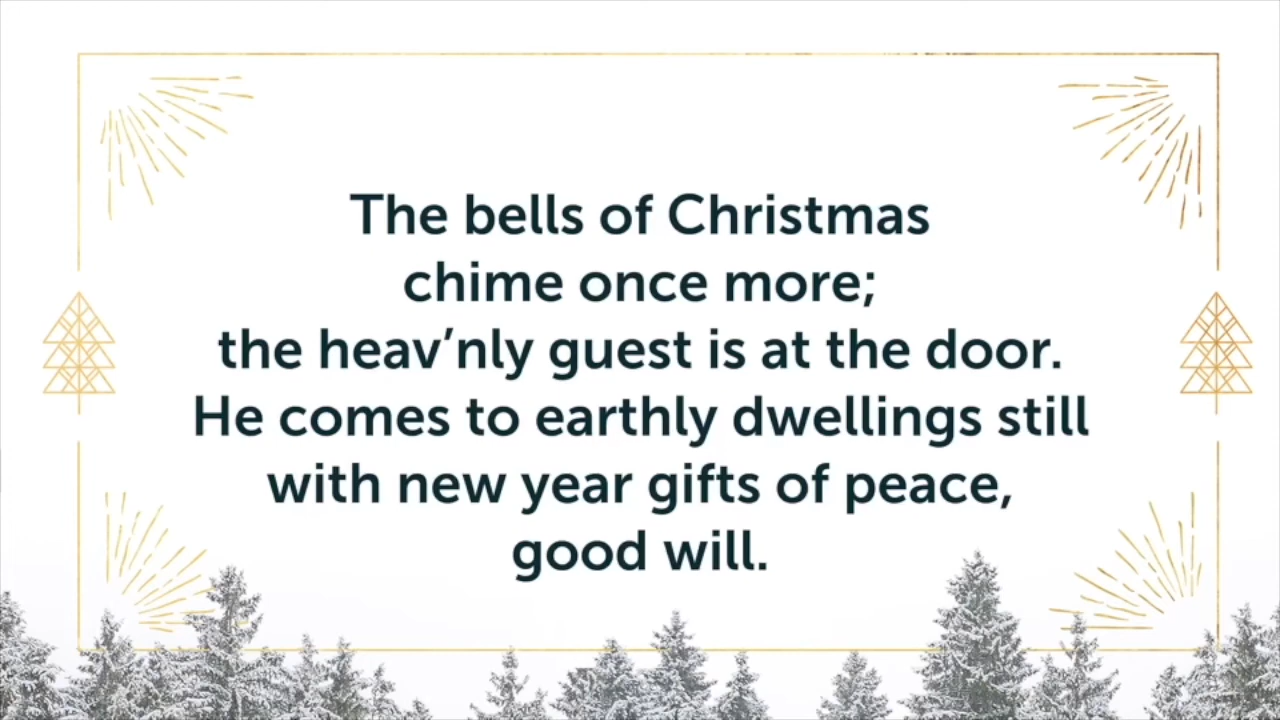 The bells of Christmas
chime once more;
the heav’nly guest is at the door.
He comes to earthly dwellings still
with new year gifts of peace,
good will.